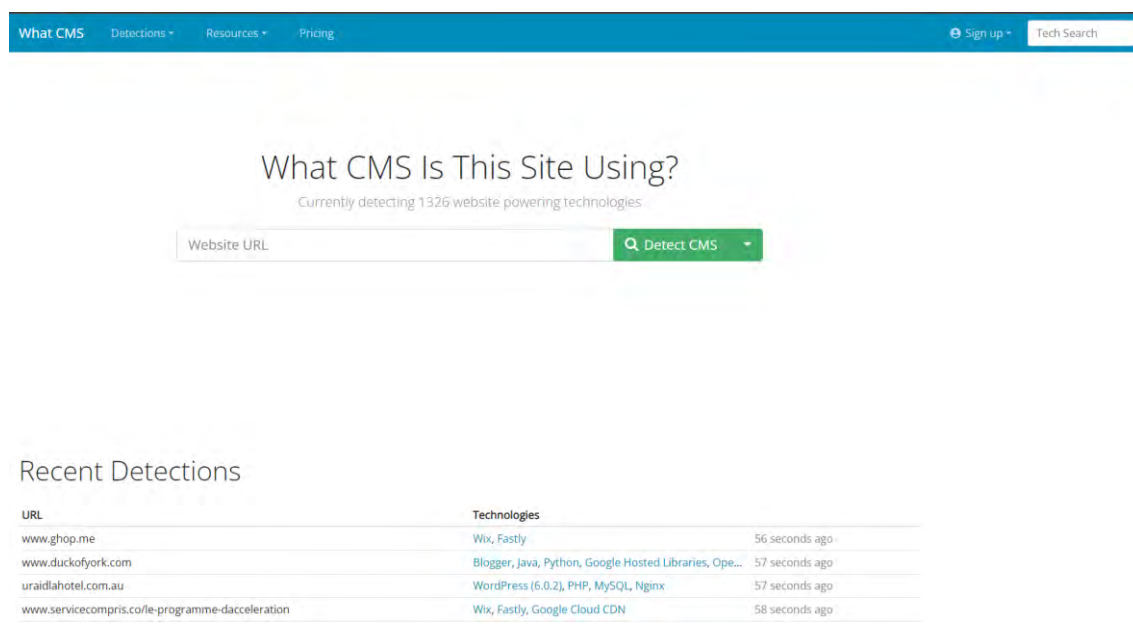 What CMS Detections Resources Pricing Sign up Tech Search
What CMS Is This Site Using?
Currently detecting 1326 website powering technologies
Website URL Detect CMS
Recent Detections
URL Technologies
www.ghop.me Wix, Fastly 56 seconds ago
www.duckofyork.com Blogger, Java, Python, Google Hosted Libraries, Ope... 57 seconds ago
uraidlahotel.com.au WordPress (6.0.2), PHP, MySQL, Nginx 57 seconds ago
www.servicecompris.co/le-programme-dacceleration Wix, Fastly, Google Cloud CDN 58 seconds ago